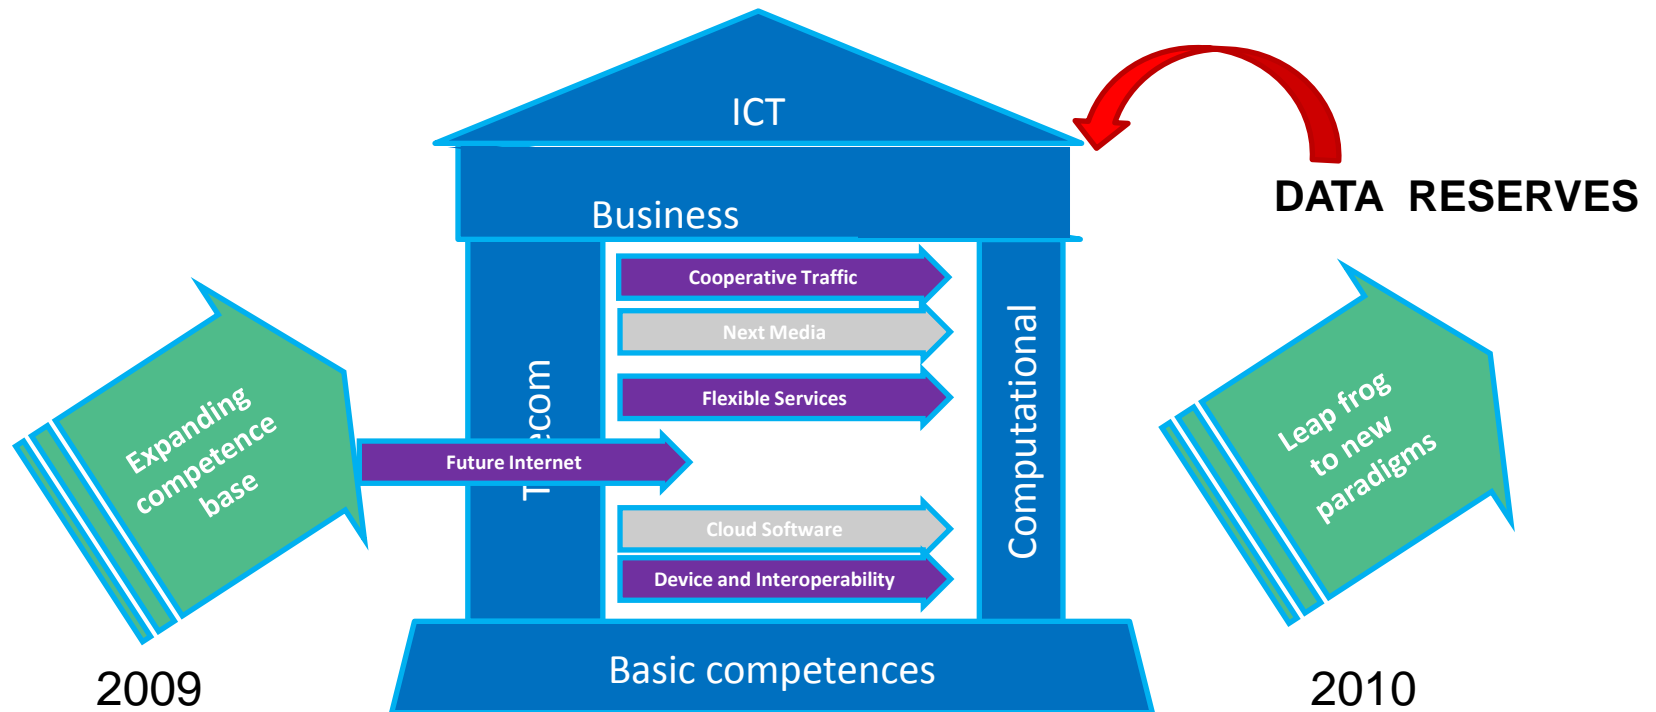 ICT
DATA RESERVES
Business
Cooperative Traffic
Next Media
Flexible Services
Future Internet
Cloud Software
Device and Interoperability
Computational
Expanding
competence
base
Leap frog
to new
paradigms
2009
Basic competences
2010